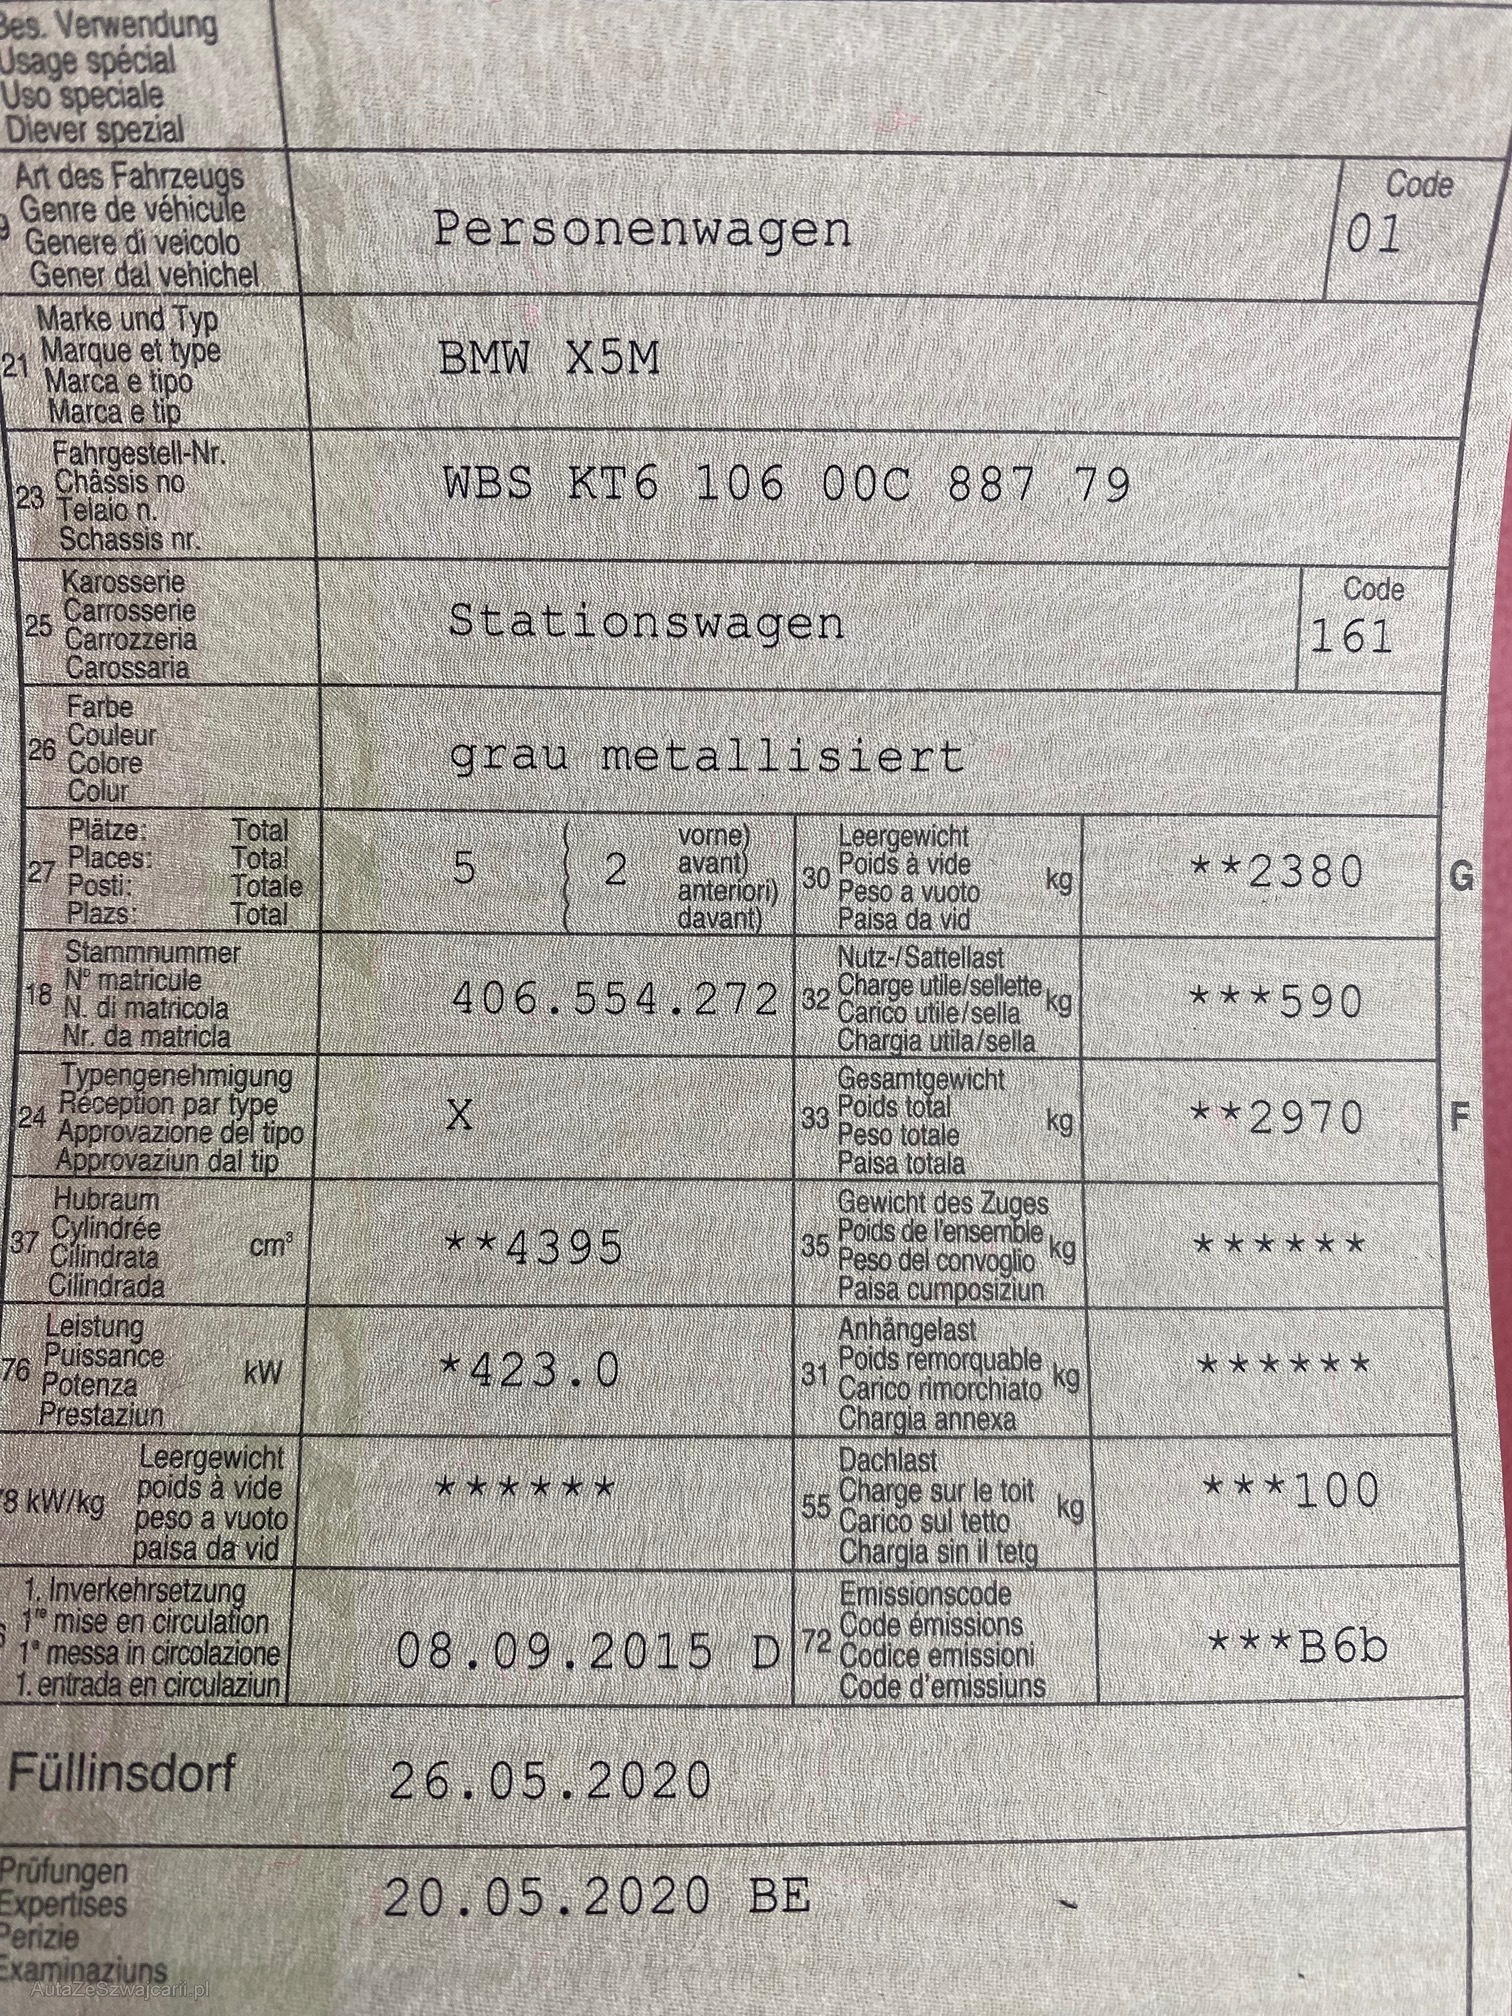 Bes. Verwendung
Usage spécial
Uso speciale
Diever spezial
Art des Fahrzeugs
Genre de véhicule
Genere di veicolo
Gener dal vehichel
Personenwagen
Code
01
21
Marke und Typ
Marque et type
Marca e tipo
Marca e tip
BMW X5M
23
Fahrgestell-Nr.
Châssis no
Telaio n.
Schassis nr.
WBS KT6 106 00C 887 79
25
Karosserie
Carrosserie
Carrozzeria
Carossaria
Stationswagen
Code
161
26
Farbe
Couleur
Colore
Colur
grau metallisiert
27
Plätze: Total
Places: Total
Posti: Totale
Plazs: Total
5 ( 2
vorne)
avant)
anteriori)
davant)
30
Leergewicht
Poids à vide
Peso a vuoto
Paisa da vid
kg
**2380
G
18
Stammnummer
N° matricule
N. di matricola
Nr. da matricla
406.554.272
32
Nutz-/Sattellast
Charge utile/sellette
Carico utile/sella
Chargia utila/sella
kg
***590
24
Typengenehmigung
Réception par type
Approvazione del tipo
Approvaziun dal tip
X
33
Gesamtgewicht
Poids total
Peso totale
Paisa totala
kg
**2970
F
37
Hubraum
Cylindrée
Cilindrata
Cilindrada
cm³
**4395
35
Gewicht des Zuges
Poids de l'ensemble
Peso del convoglio
Paisa cumposiziun
kg
******
76
Leistung
Puissance
Potenza
Prestaziun
kW
*423.0
31
Anhängelast
Poids remorquable
Carico rimorchiato
Chargia annexa
kg
******
78 kW/kg
Leergewicht
poids à vide
peso a vuoto
paisa da vid
******
55
Dachlast
Charge sur le toit
Carico sul tetto
Chargia sin il tetg
kg
***100
1. Inverkehrsetzung
1re mise en circulation
1a messa in circolazione
1. entrada en circulaziun
08.09.2015 D
72
Emissionscode
Code émissions
Codice emissioni
Code d'emissiuns
***B6b
Füllinsdorf
26.05.2020
Prüfungen
Expertises
Perizie
Examinaziuns
20.05.2020 BE
AutaZeSzwajcarii.pl